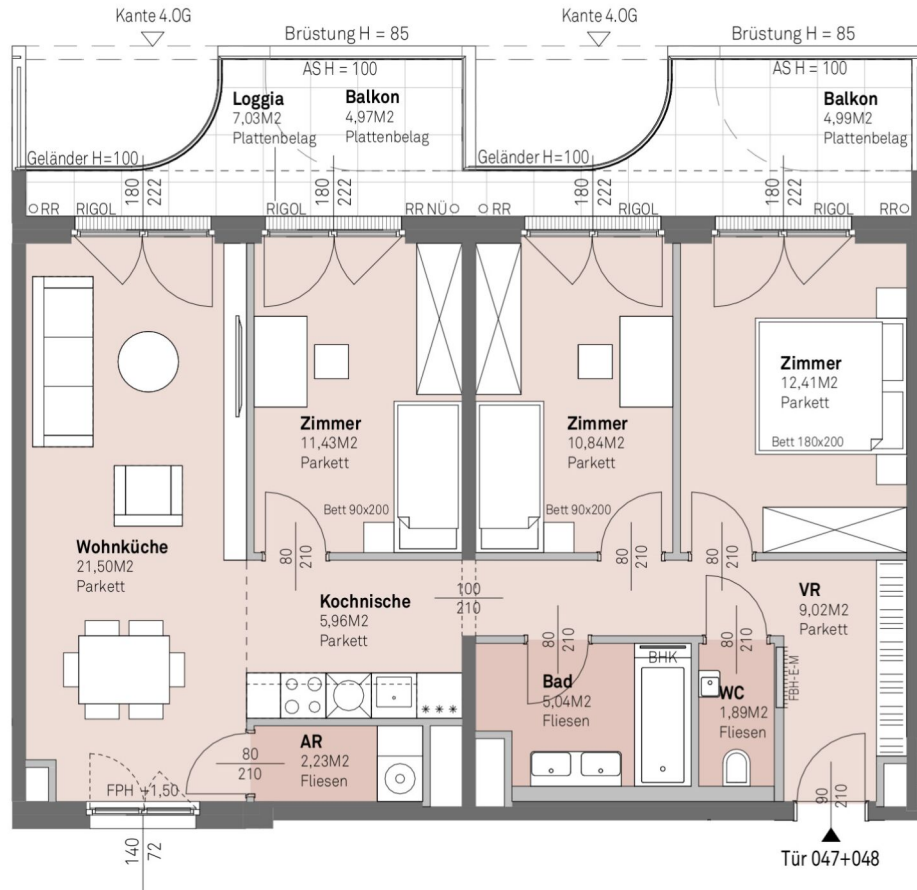 Kante 4.OG
Kante 4.OG
Brüstung H = 85
Brüstung H = 85
AS H = 100
AS H = 100
Loggia
7,03M2
Plattenbelag
Balkon
4,97M2
Plattenbelag
Balkon
4,99M2
Plattenbelag
Geländer H=100
Geländer H=100
180
222
180
222
180
222
180
222
RR
RIGOL
RIGOL
RR NÜ
RR
RIGOL
RIGOL
RR
Zimmer
12,41M2
Parkett
Bett 180x200
Zimmer
11,43M2
Parkett
Bett 90x200
Zimmer
10,84M2
Parkett
Bett 90x200
Wohnküche
21,50M2
Parkett
80
210
80
210
80
210
Kochnische
5,96M2
Parkett
100
210
VR
9,02M2
Parkett
80
210
80
210
BHK
FBH-E-M
Bad
5,04M2
Fliesen
WC
1,89M2
Fliesen
AR
2,23M2
Fliesen
80
210
FPH +1,50
90
210
140
72
Tür 047+048